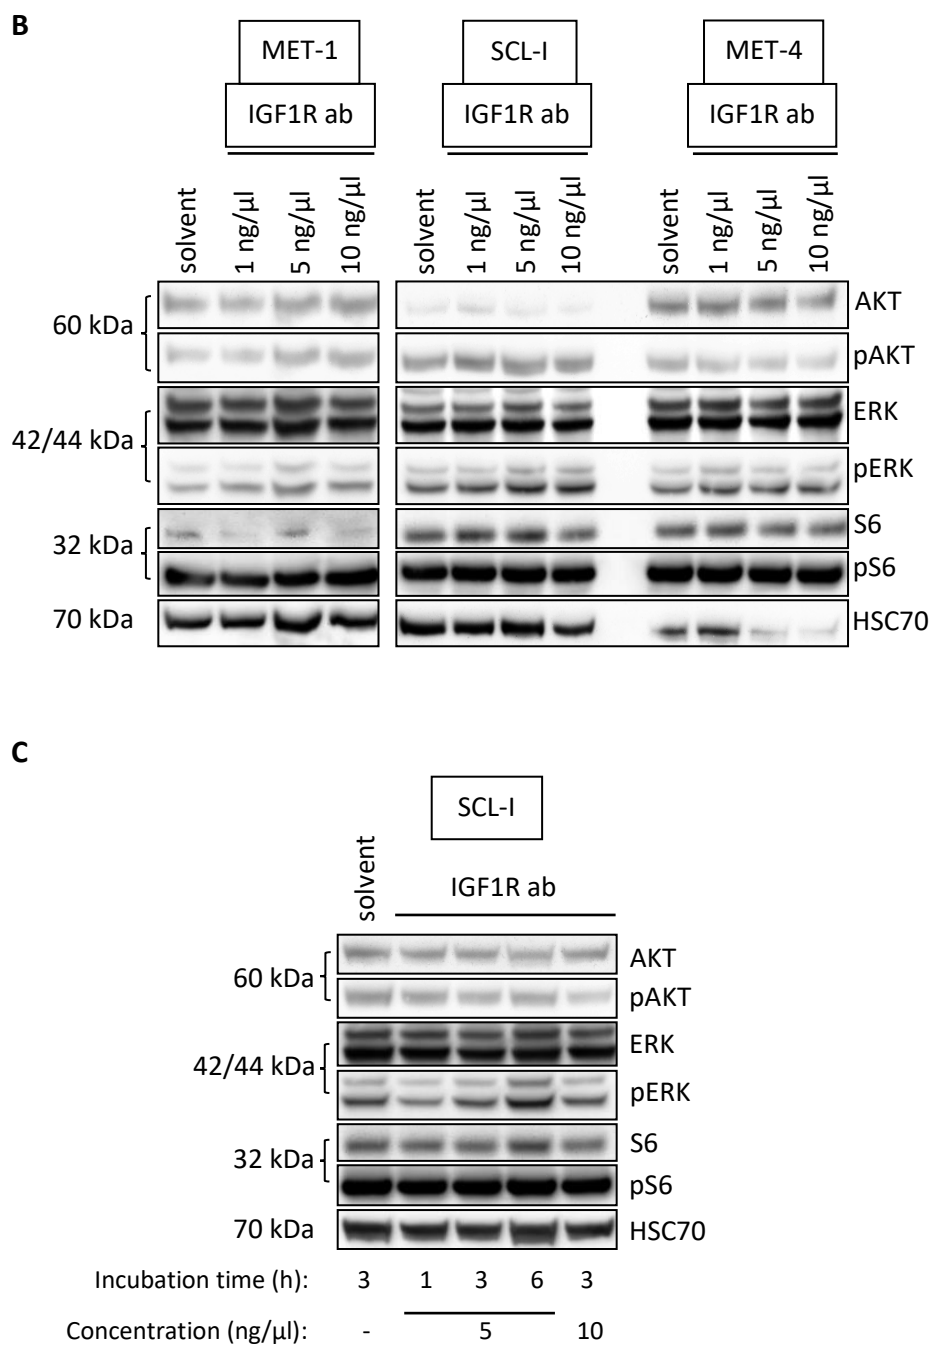 B
MET-1 SCL-I MET-4
IGF1R ab IGF1R ab IGF1R ab
solvent 1 ng/µl 5 ng/µl 10 ng/µl solvent 1 ng/µl 5 ng/µl 10 ng/µl solvent 1 ng/µl 5 ng/µl 10 ng/µl
AKT
60 kDa
pAKT
ERK
42/44 kDa
pERK
S6
32 kDa
pS6
70 kDa HSC70
C
SCL-I
solvent IGF1R ab
AKT
60 kDa
pAKT
ERK
42/44 kDa
pERK
S6
32 kDa
pS6
70 kDa HSC70
Incubation time (h): 3 1 3 6 3
Concentration (ng/µl): - 5 10